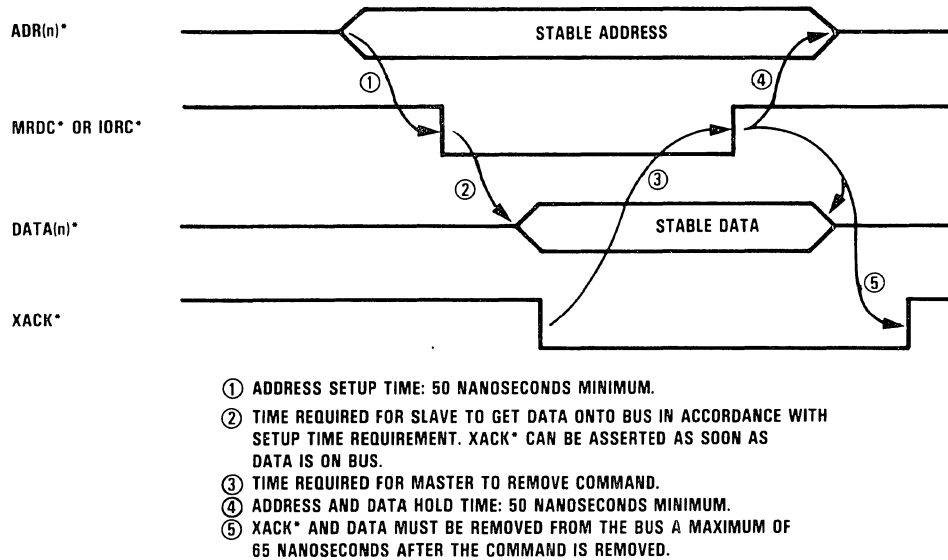 ADR(n)*
STABLE ADDRESS
①
④
MRDC* OR IORC*
②
③
DATA(n)*
STABLE DATA
⑤
XACK*
① ADDRESS SETUP TIME: 50 NANOSECONDS MINIMUM.
② TIME REQUIRED FOR SLAVE TO GET DATA ONTO BUS IN ACCORDANCE WITH
SETUP TIME REQUIREMENT. XACK* CAN BE ASSERTED AS SOON AS
DATA IS ON BUS.
③ TIME REQUIRED FOR MASTER TO REMOVE COMMAND.
④ ADDRESS AND DATA HOLD TIME: 50 NANOSECONDS MINIMUM.
⑤ XACK* AND DATA MUST BE REMOVED FROM THE BUS A MAXIMUM OF
65 NANOSECONDS AFTER THE COMMAND IS REMOVED.